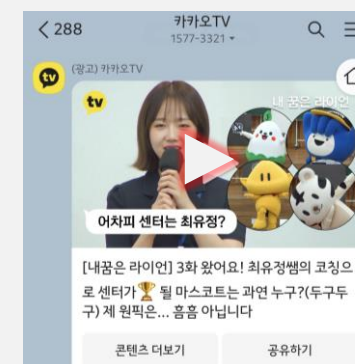 288
카카오TV
1577-3321
(광고) 카카오TV
tv
tv
내 꿈은 라이언
어차피 센터는 최유정?
[내꿈은 라이언] 3화 왔어요! 최유정쌤의 코칭으
로 센터가🏆 될 마스코트는 과연 누구?(두구두
구) 제 원픽은... 흠흠 아닙니다
콘텐츠 더보기
공유하기